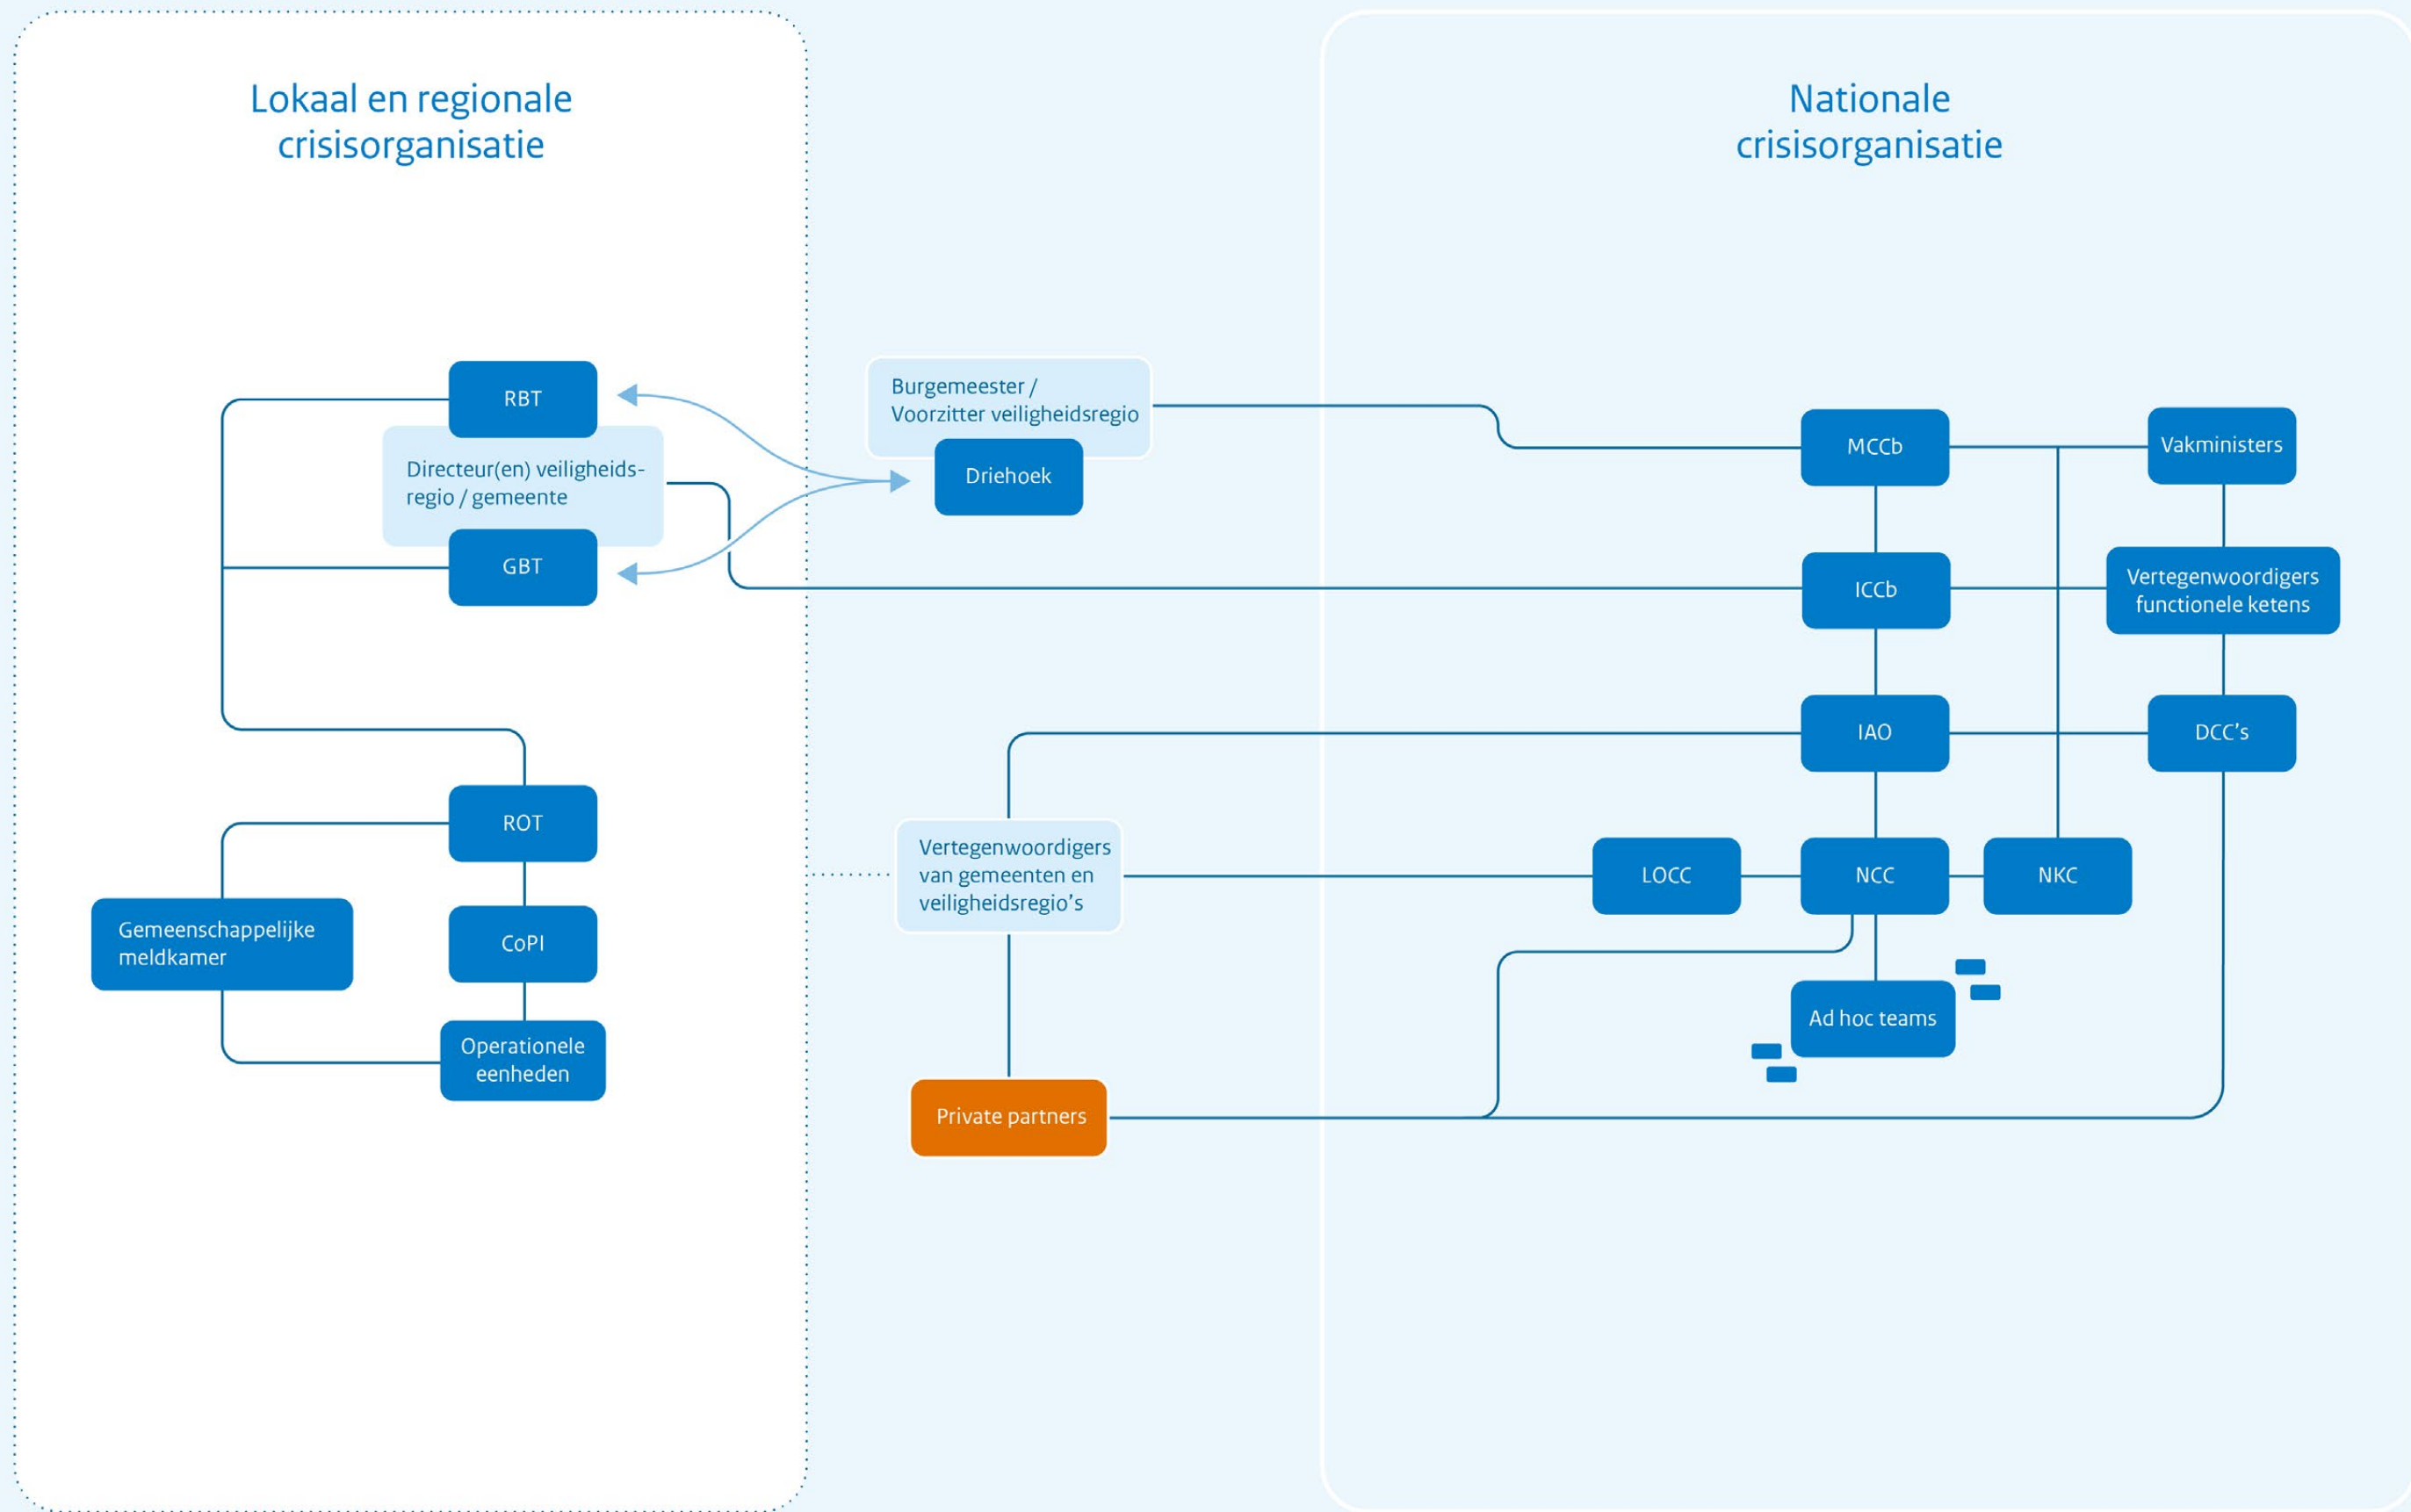 Lokaal en regionale
crisisorganisatie
RBT
Directeur(en) veiligheids-
regio / gemeente
GBT
ROT
Gemeenschappelijke
meldkamer
CoPI
Operationele
eenheden
Burgemeester /
Voorzitter veiligheidsregio
Driehoek
Vertegenwoordigers
van gemeenten en
veiligheidsregio’s
Private partners
Nationale
crisisorganisatie
MCCb
Vakministers
ICCb
Vertegenwoordigers
functionele ketens
IAO
DCC’s
LOCC
NCC
NKC
Ad hoc teams